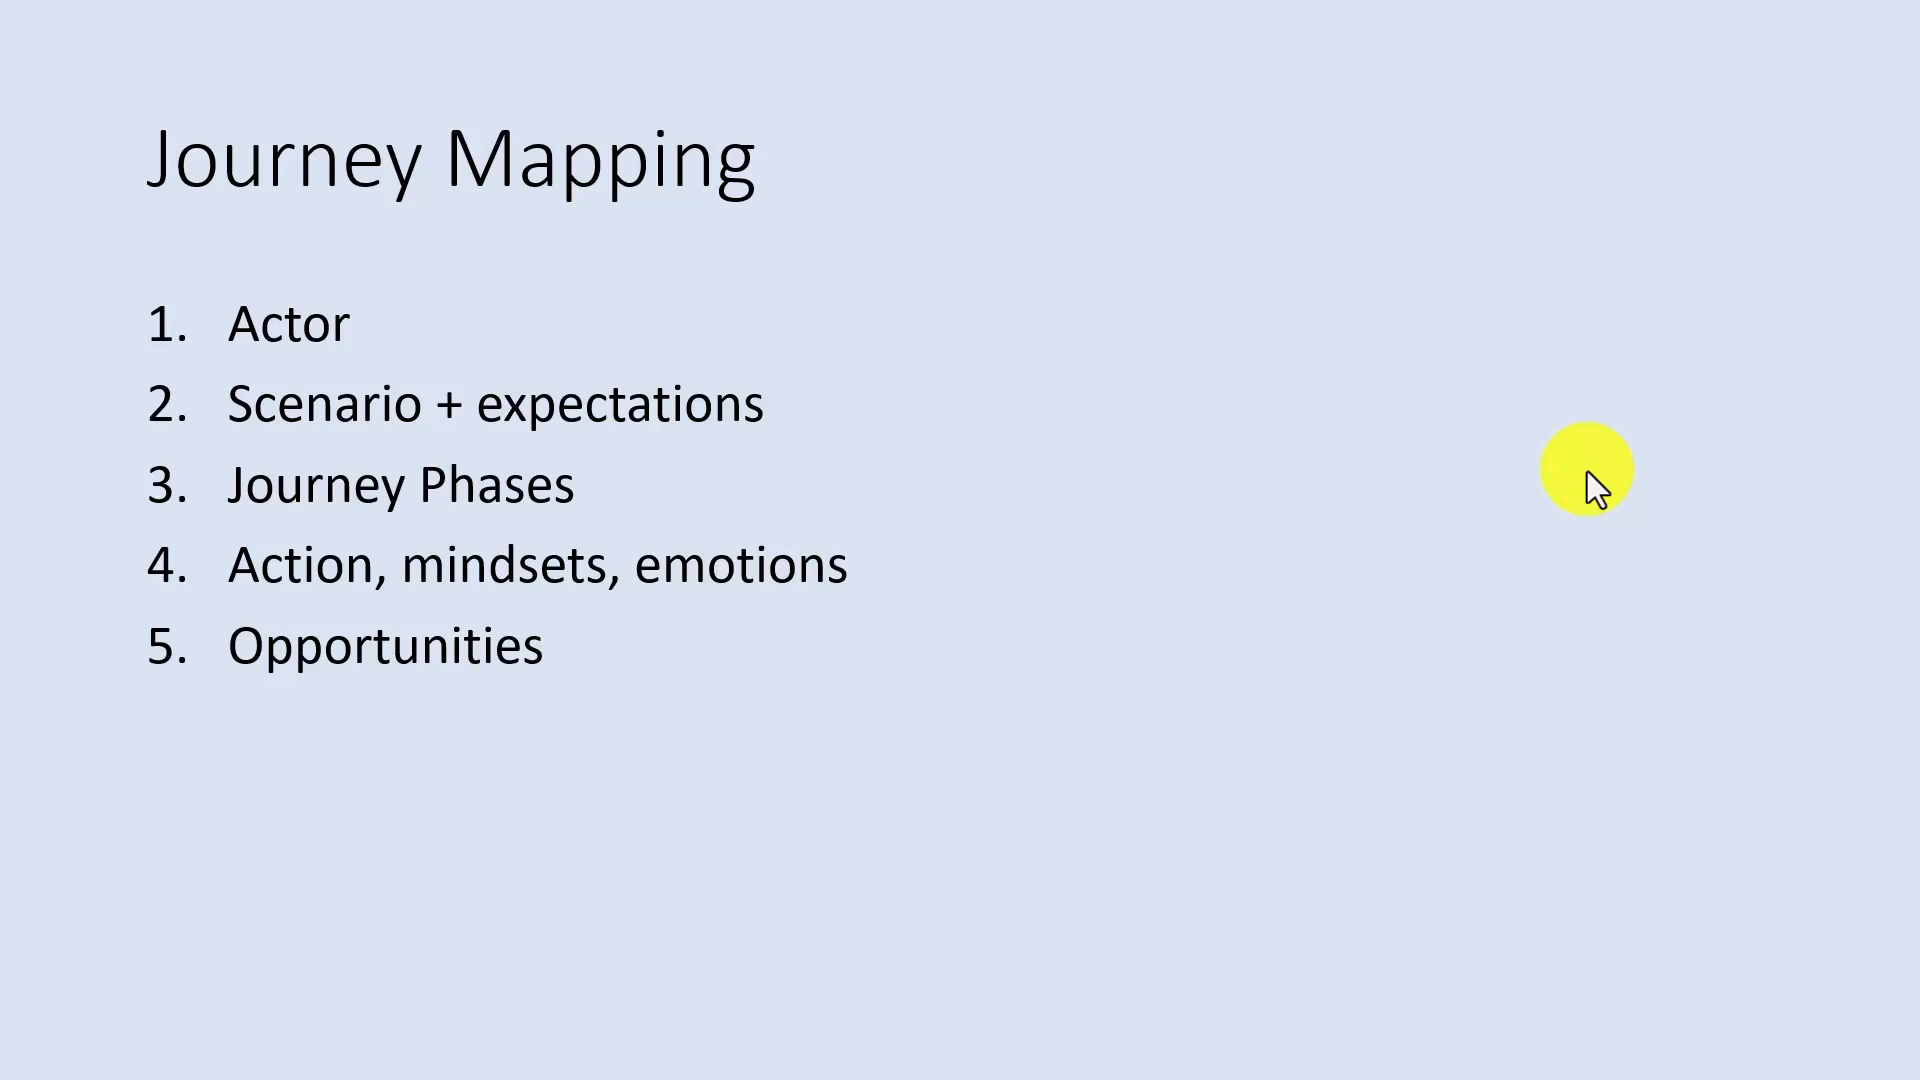 Journey Mapping
1. Actor
2. Scenario + expectations
3. Journey Phases
4. Action, mindsets, emotions
5. Opportunities